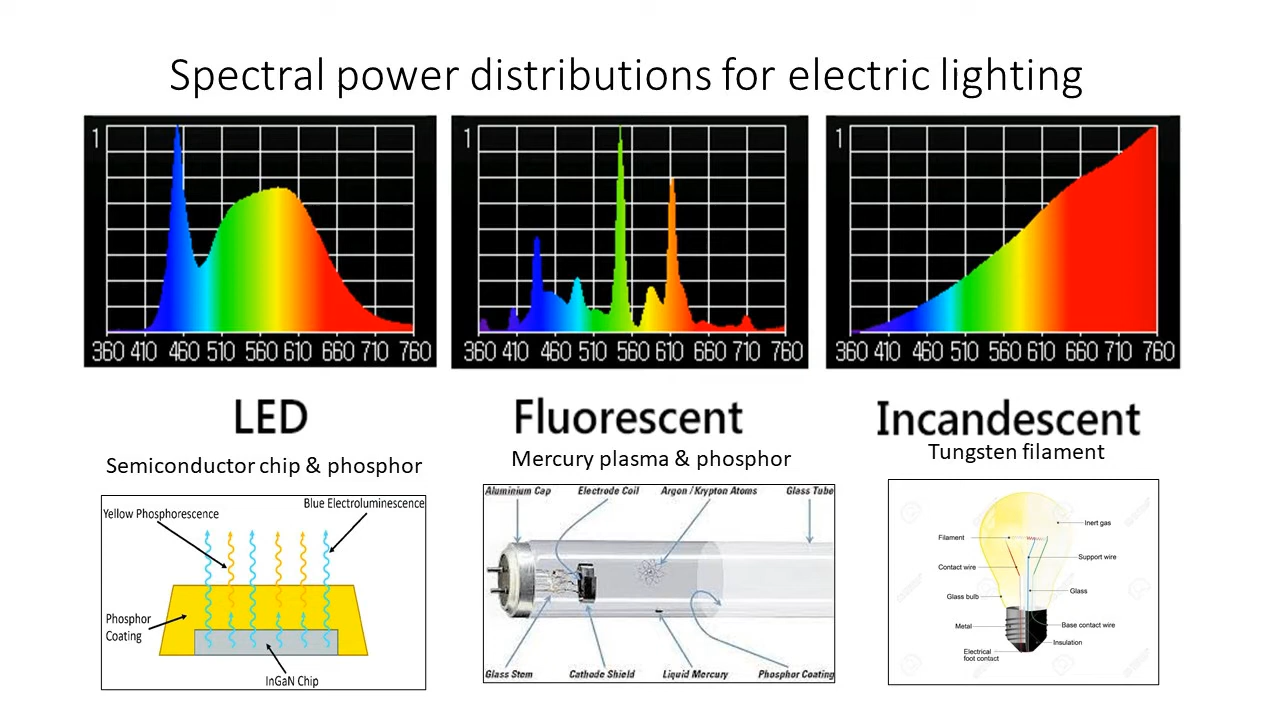 Spectral power distributions for electric lighting
1
360 410 460 510 560 610 660 710 760
1
360 410 460 510 560 610 660 710 760
1
360 410 460 510 560 610 660 710 760
LED
Semiconductor chip & phosphor
Fluorescent
Mercury plasma & phosphor
Incandescent
Tungsten filament
Blue Electroluminescence
Yellow Phosphorescence
Phosphor
Coating
InGaN Chip
Aluminium Cap
Electrode Coil
Argon / Krypton Atoms
Glass Tube
Glass Stem
Cathode Shield
Liquid Mercury
Phosphor Coating
Inert gas
Filament
Support wire
Contact wire
Glass
Glass bulb
Metal
Base contact wire
Insulation
Electrical
foot contact